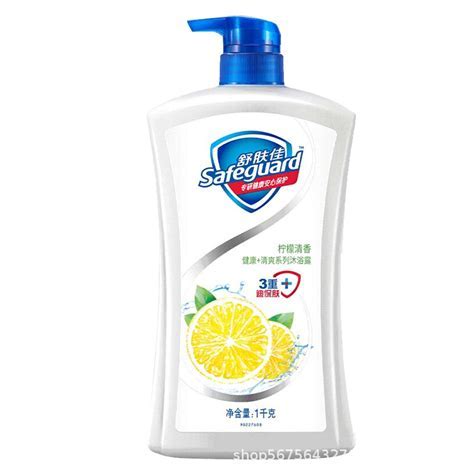 舒肤佳
Safeguard
专研健康安心保护
柠檬清香
健康+清爽系列沐浴露
3重+
净含量:1千克
90227608